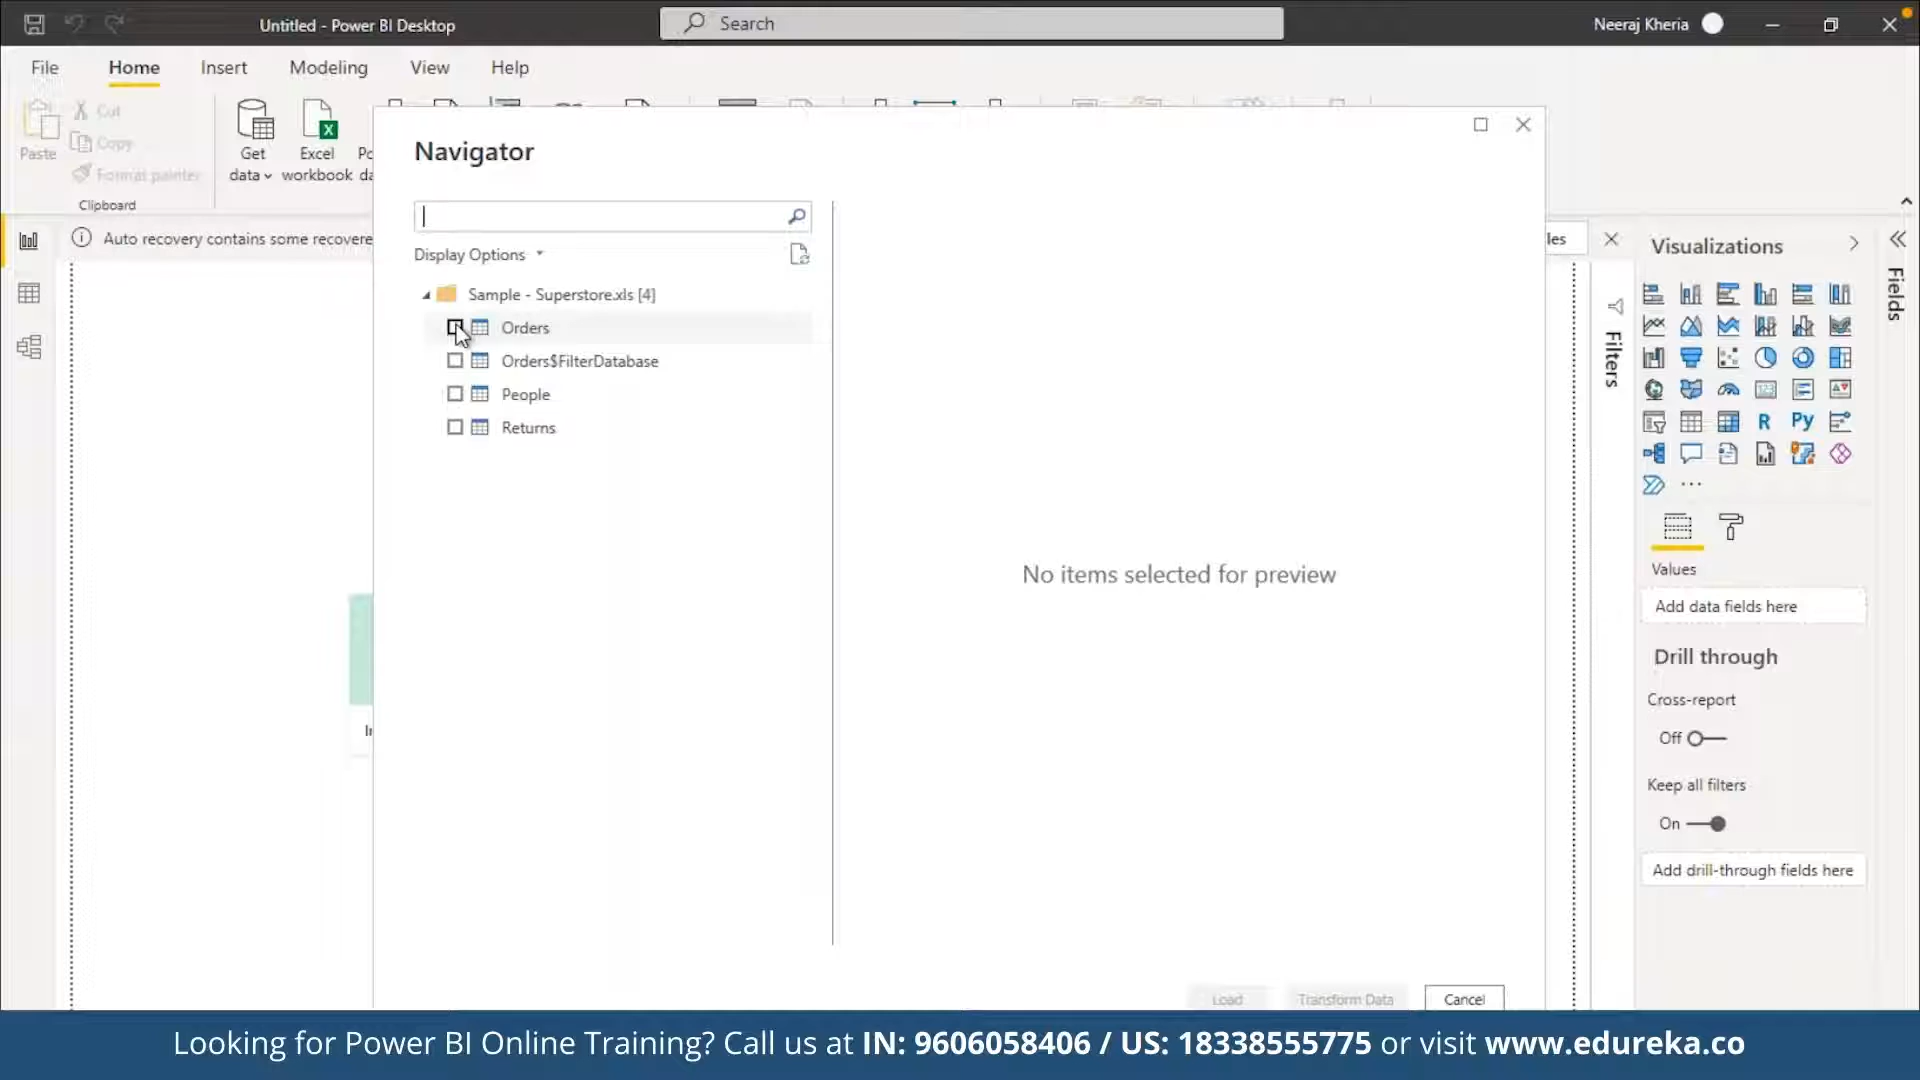 Untitled - Power BI Desktop
Search
Neeraj Kheria
File Home Insert Modeling View Help
Paste
Cut
Copy
Format painter
Clipboard
Get data
Excel workbook
Auto recovery contains some recovere
Navigator
Display Options
Sample - Superstore.xls [4]
Orders
Orders$FilterDatabase
People
Returns
No items selected for preview
Load
Transform Data
Cancel
les
Filters
Visualizations
R
Py
Values
Add data fields here
Drill through
Cross-report
Off
Keep all filters
On
Add drill-through fields here
Fields
Looking for Power BI Online Training? Call us at IN: 9606058406 / US: 18338555775 or visit www.edureka.co